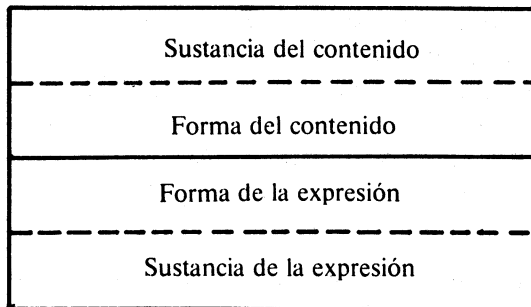 Sustancia del contenido
Forma del contenido
Forma de la expresión
Sustancia de la expresión